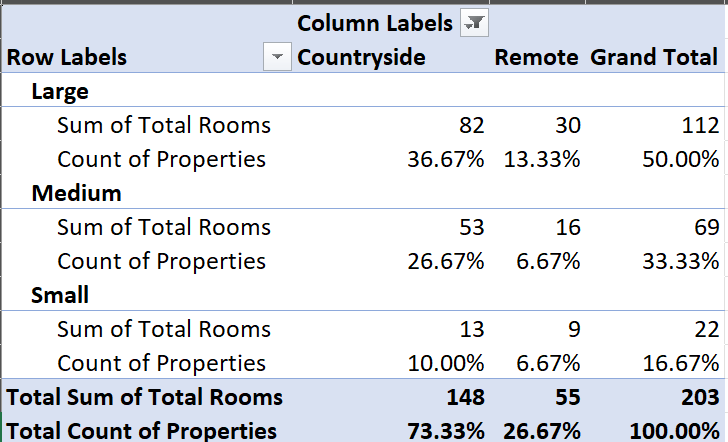 Column Labels
Row Labels Countryside Remote Grand Total
Large
Sum of Total Rooms 82 30 112
Count of Properties 36.67% 13.33% 50.00%
Medium
Sum of Total Rooms 53 16 69
Count of Properties 26.67% 6.67% 33.33%
Small
Sum of Total Rooms 13 9 22
Count of Properties 10.00% 6.67% 16.67%
Total Sum of Total Rooms 148 55 203
Total Count of Properties 73.33% 26.67% 100.00%